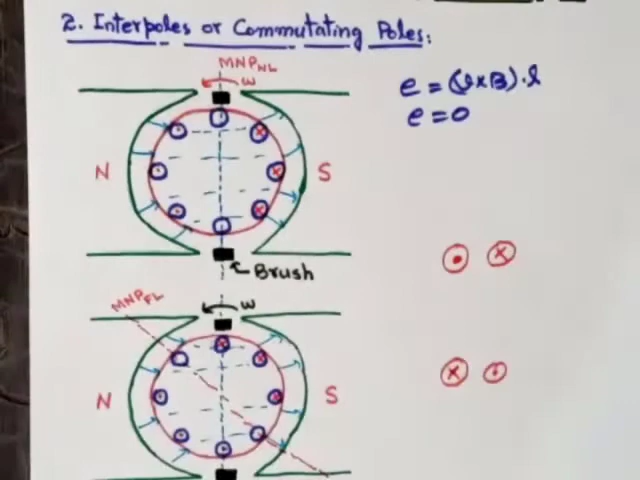 2. Interpoles or Commutating Poles:
MNP NL
ω
e = (v×B).l
e = 0
N
S
Brush
MNP FL
ω
N
S